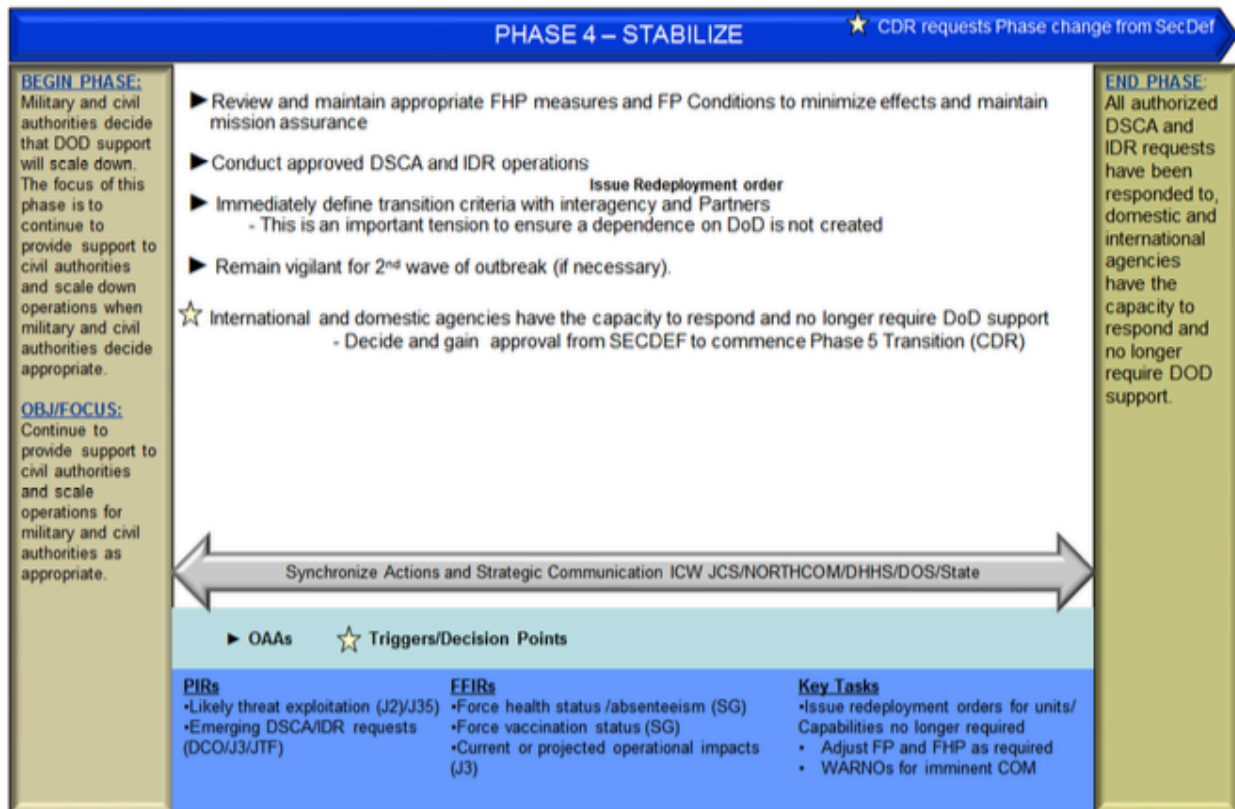 PHASE 4 – STABILIZE
CDR requests Phase change from SecDef
BEGIN PHASE:
Military and civil
authorities decide
that DOD support
will scale down.
The focus of this
phase is to
continue to
provide support to
civil authorities
and scale down
operations when
military and civil
authorities decide
appropriate.
OBJ/FOCUS:
Continue to
provide support to
civil authorities
and scale
operations for
military and civil
authorities as
appropriate.
► Review and maintain appropriate FHP measures and FP Conditions to minimize effects and maintain
mission assurance
► Conduct approved DSCA and IDR operations
Issue Redeployment order
► Immediately define transition criteria with interagency and Partners
- This is an important tension to ensure a dependence on DoD is not created
► Remain vigilant for 2nd wave of outbreak (if necessary).
International and domestic agencies have the capacity to respond and no longer require DoD support
- Decide and gain approval from SECDEF to commence Phase 5 Transition (CDR)
Synchronize Actions and Strategic Communication ICW JCS/NORTHCOM/DHHS/DOS/State
► OAAs
Triggers/Decision Points
PIRs
•Likely threat exploitation (J2)/J35)
•Emerging DSCA/IDR requests
(DCO/J3/JTF)
FFIRs
•Force health status /absenteeism (SG)
•Force vaccination status (SG)
•Current or projected operational impacts
(J3)
Key Tasks
•Issue redeployment orders for units/
Capabilities no longer required
• Adjust FP and FHP as required
• WARNOs for imminent COM
END PHASE:
All authorized
DSCA and
IDR requests
have been
responded to,
domestic and
international
agencies
have the
capacity to
respond and
no longer
require DOD
support.